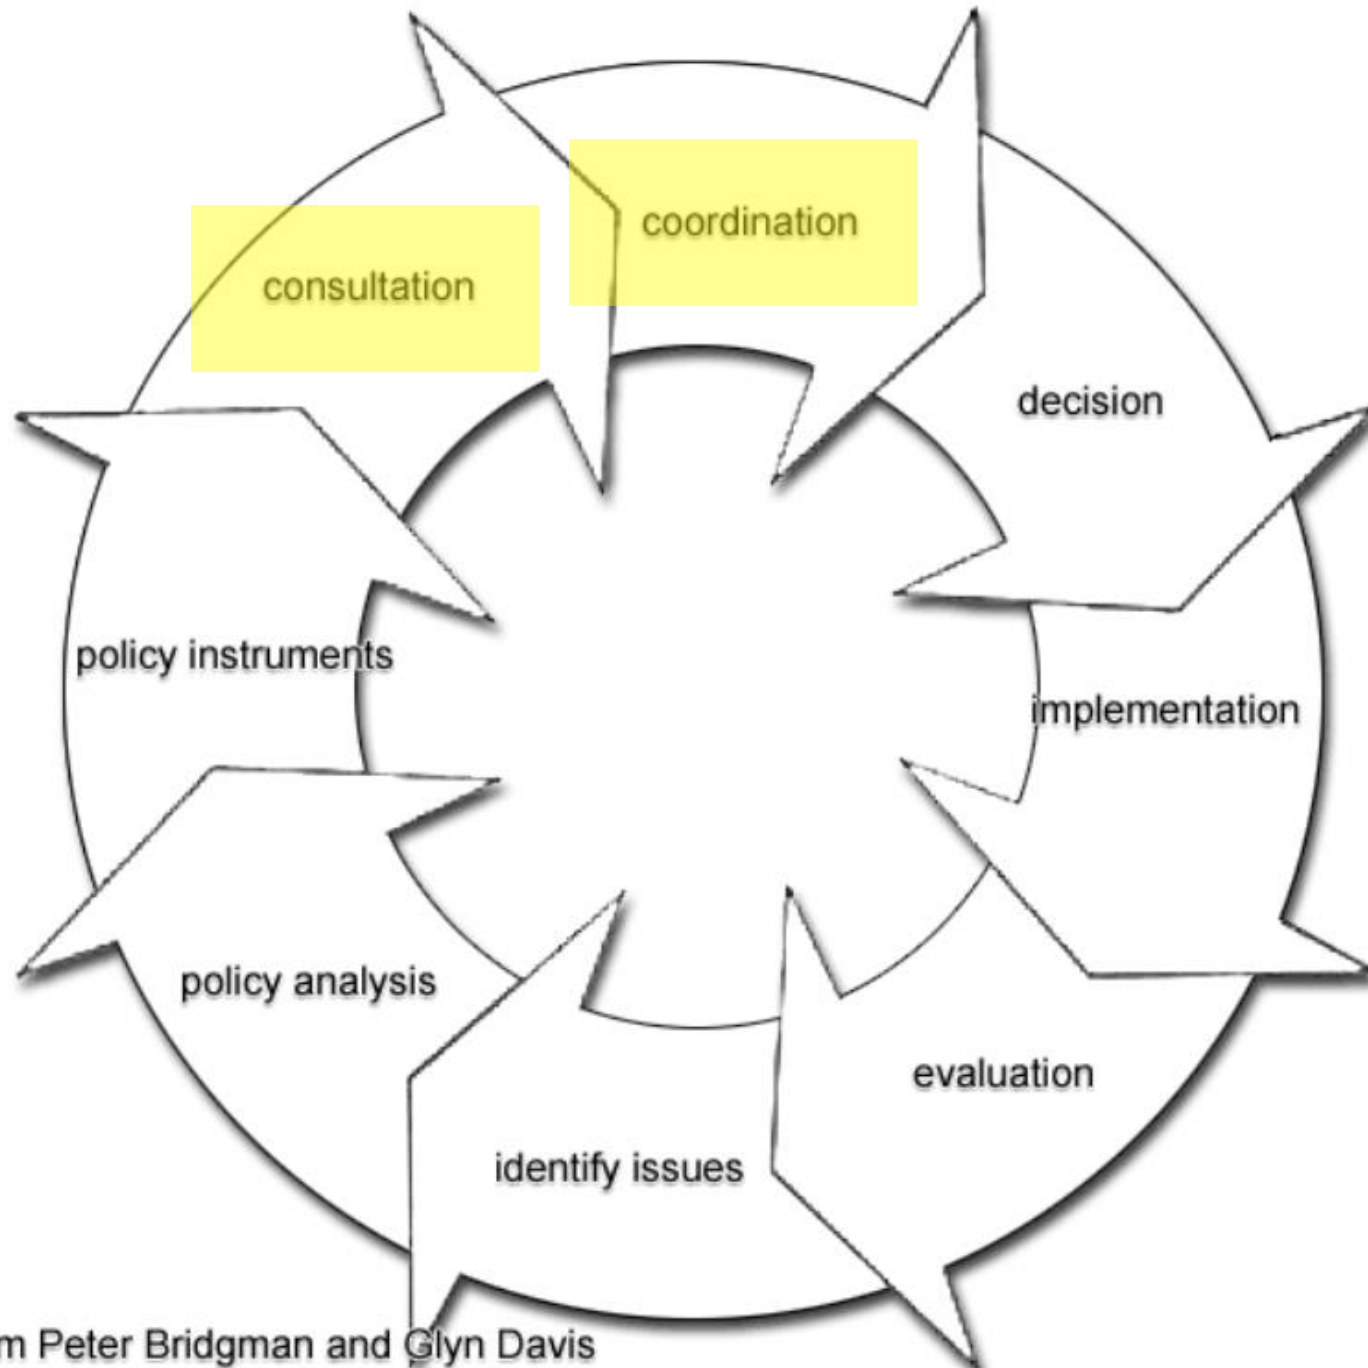 coordination
consultation
decision
policy instruments
implementation
policy analysis
evaluation
identify issues
Peter Bridgman and Glyn Davis